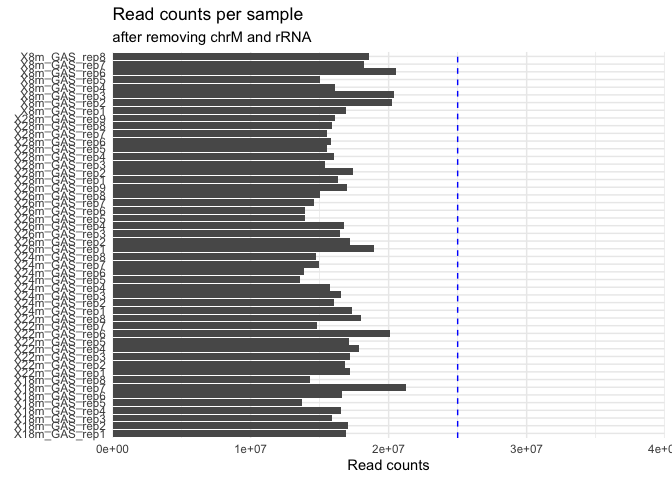 Read counts per sample
after removing chrM and rRNA
X8m_GAS_rep8
X8m_GAS_rep7
X8m_GAS_rep6
X8m_GAS_rep5
X8m_GAS_rep4
X8m_GAS_rep3
X8m_GAS_rep2
X8m_GAS_rep1
X28m_GAS_rep9
X28m_GAS_rep8
X28m_GAS_rep7
X28m_GAS_rep6
X28m_GAS_rep5
X28m_GAS_rep4
X28m_GAS_rep3
X28m_GAS_rep2
X28m_GAS_rep1
X26m_GAS_rep9
X26m_GAS_rep8
X26m_GAS_rep7
X26m_GAS_rep6
X26m_GAS_rep5
X26m_GAS_rep4
X26m_GAS_rep3
X26m_GAS_rep2
X26m_GAS_rep1
X24m_GAS_rep8
X24m_GAS_rep7
X24m_GAS_rep6
X24m_GAS_rep5
X24m_GAS_rep4
X24m_GAS_rep3
X24m_GAS_rep2
X24m_GAS_rep1
X22m_GAS_rep8
X22m_GAS_rep7
X22m_GAS_rep6
X22m_GAS_rep5
X22m_GAS_rep4
X22m_GAS_rep3
X22m_GAS_rep2
X22m_GAS_rep1
X18m_GAS_rep8
X18m_GAS_rep7
X18m_GAS_rep6
X18m_GAS_rep5
X18m_GAS_rep4
X18m_GAS_rep3
X18m_GAS_rep2
X18m_GAS_rep1
0e+00 1e+07 2e+07 3e+07 4e+0
Read counts